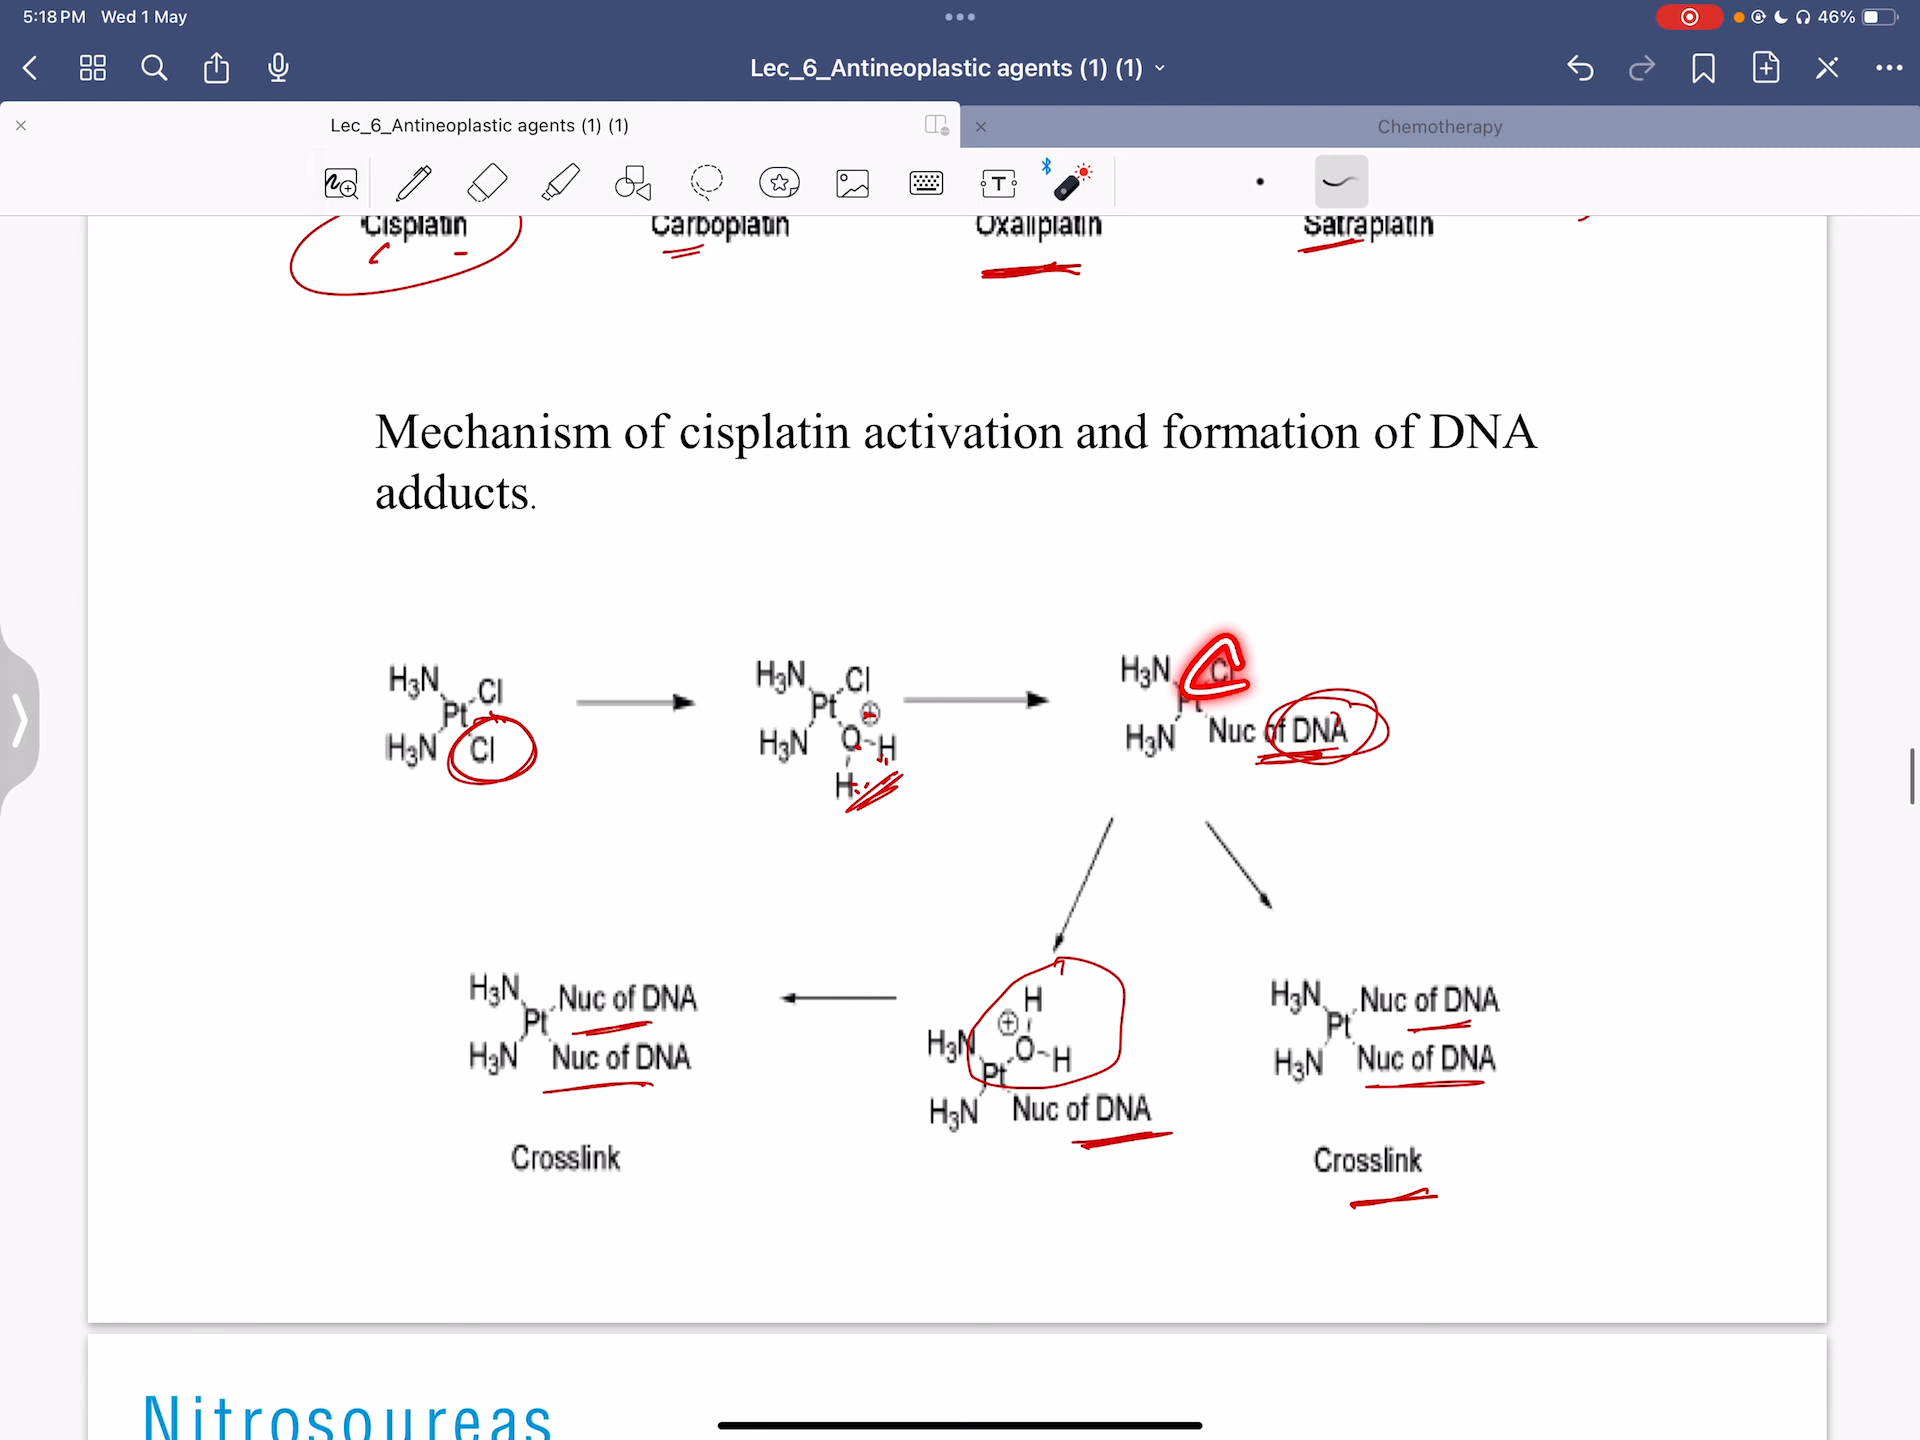 5:18 PM Wed 1 May
46%
Lec_6_Antineoplastic agents (1) (1)
Lec_6_Antineoplastic agents (1) (1)
Chemotherapy
T
Cisplatin Carboplatin Oxaliplatin Satraplatin
Mechanism of cisplatin activation and formation of DNA
adducts.
H3N Cl
Pt
H3N Cl
H3N Cl
Pt ⊕
H3N O-H
H
H3N Cl
Pt
H3N Nuc of DNA
H3N Nuc of DNA
Pt
H3N Nuc of DNA
Crosslink
H
⊕
H3N O-H
Pt
H3N Nuc of DNA
H3N Nuc of DNA
Pt
H3N Nuc of DNA
Crosslink
Nitrosoureas